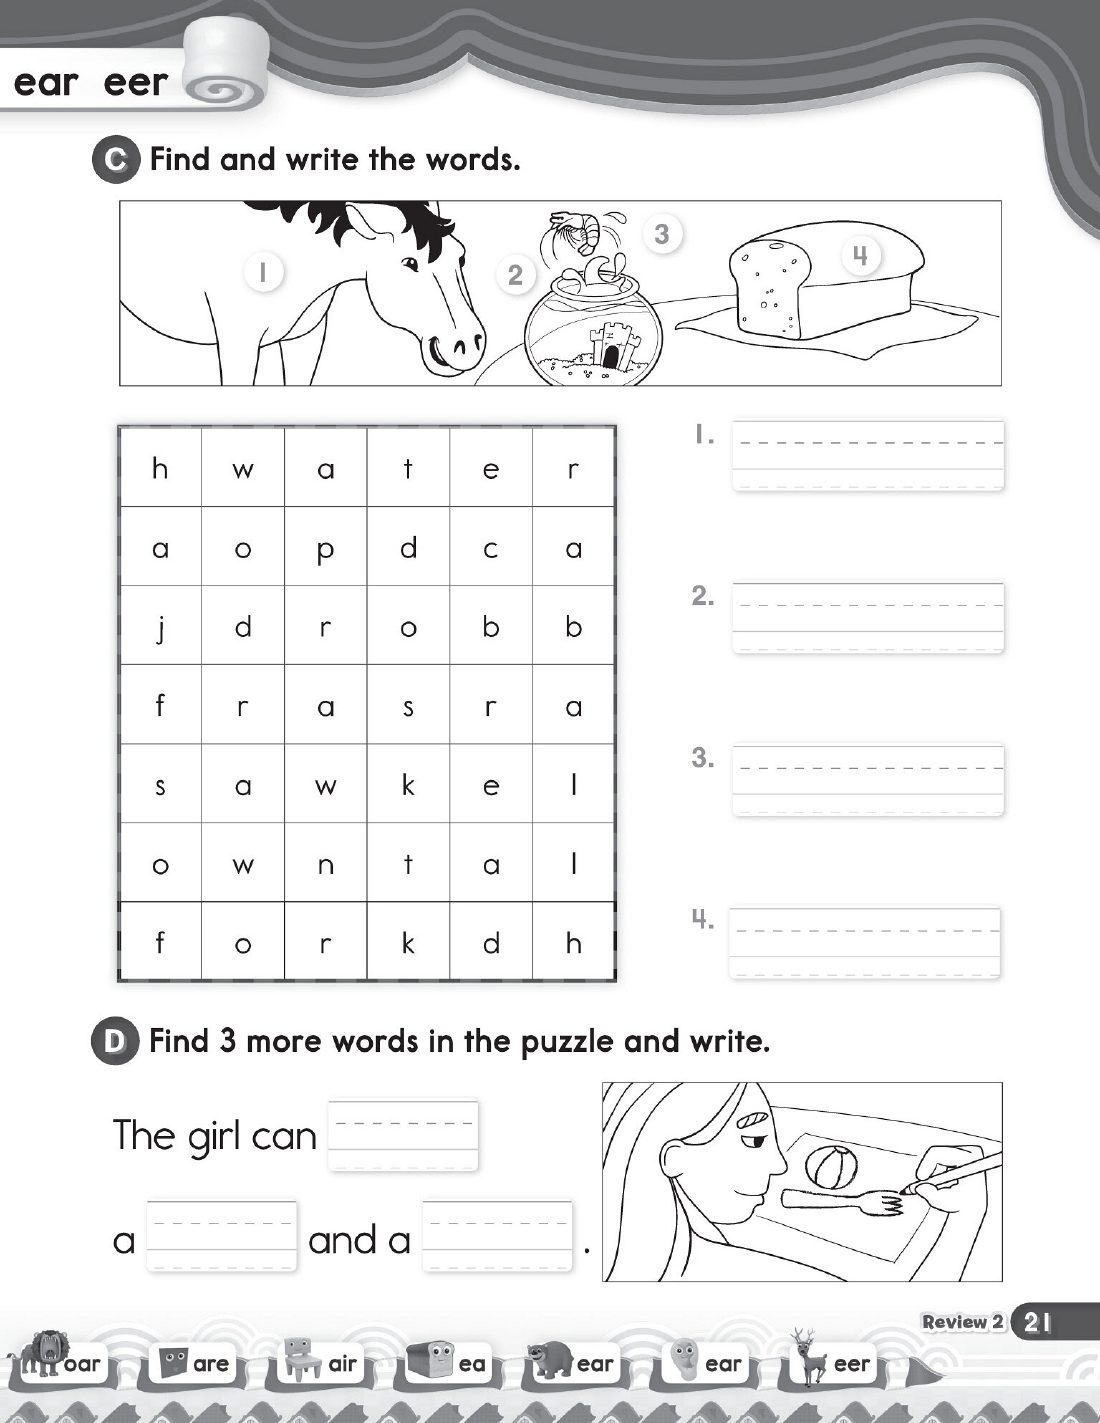 ear eer
C Find and write the words.
1 2 3 4
h w a t e r
a o p d c a
j d r o b b
f r a s r a
s a w k e l
o w n t a l
f o r k d h
1.
2.
3.
4.
D Find 3 more words in the puzzle and write.
The girl can
a and a .
Review 2 21
oar are air ea ear ear eer